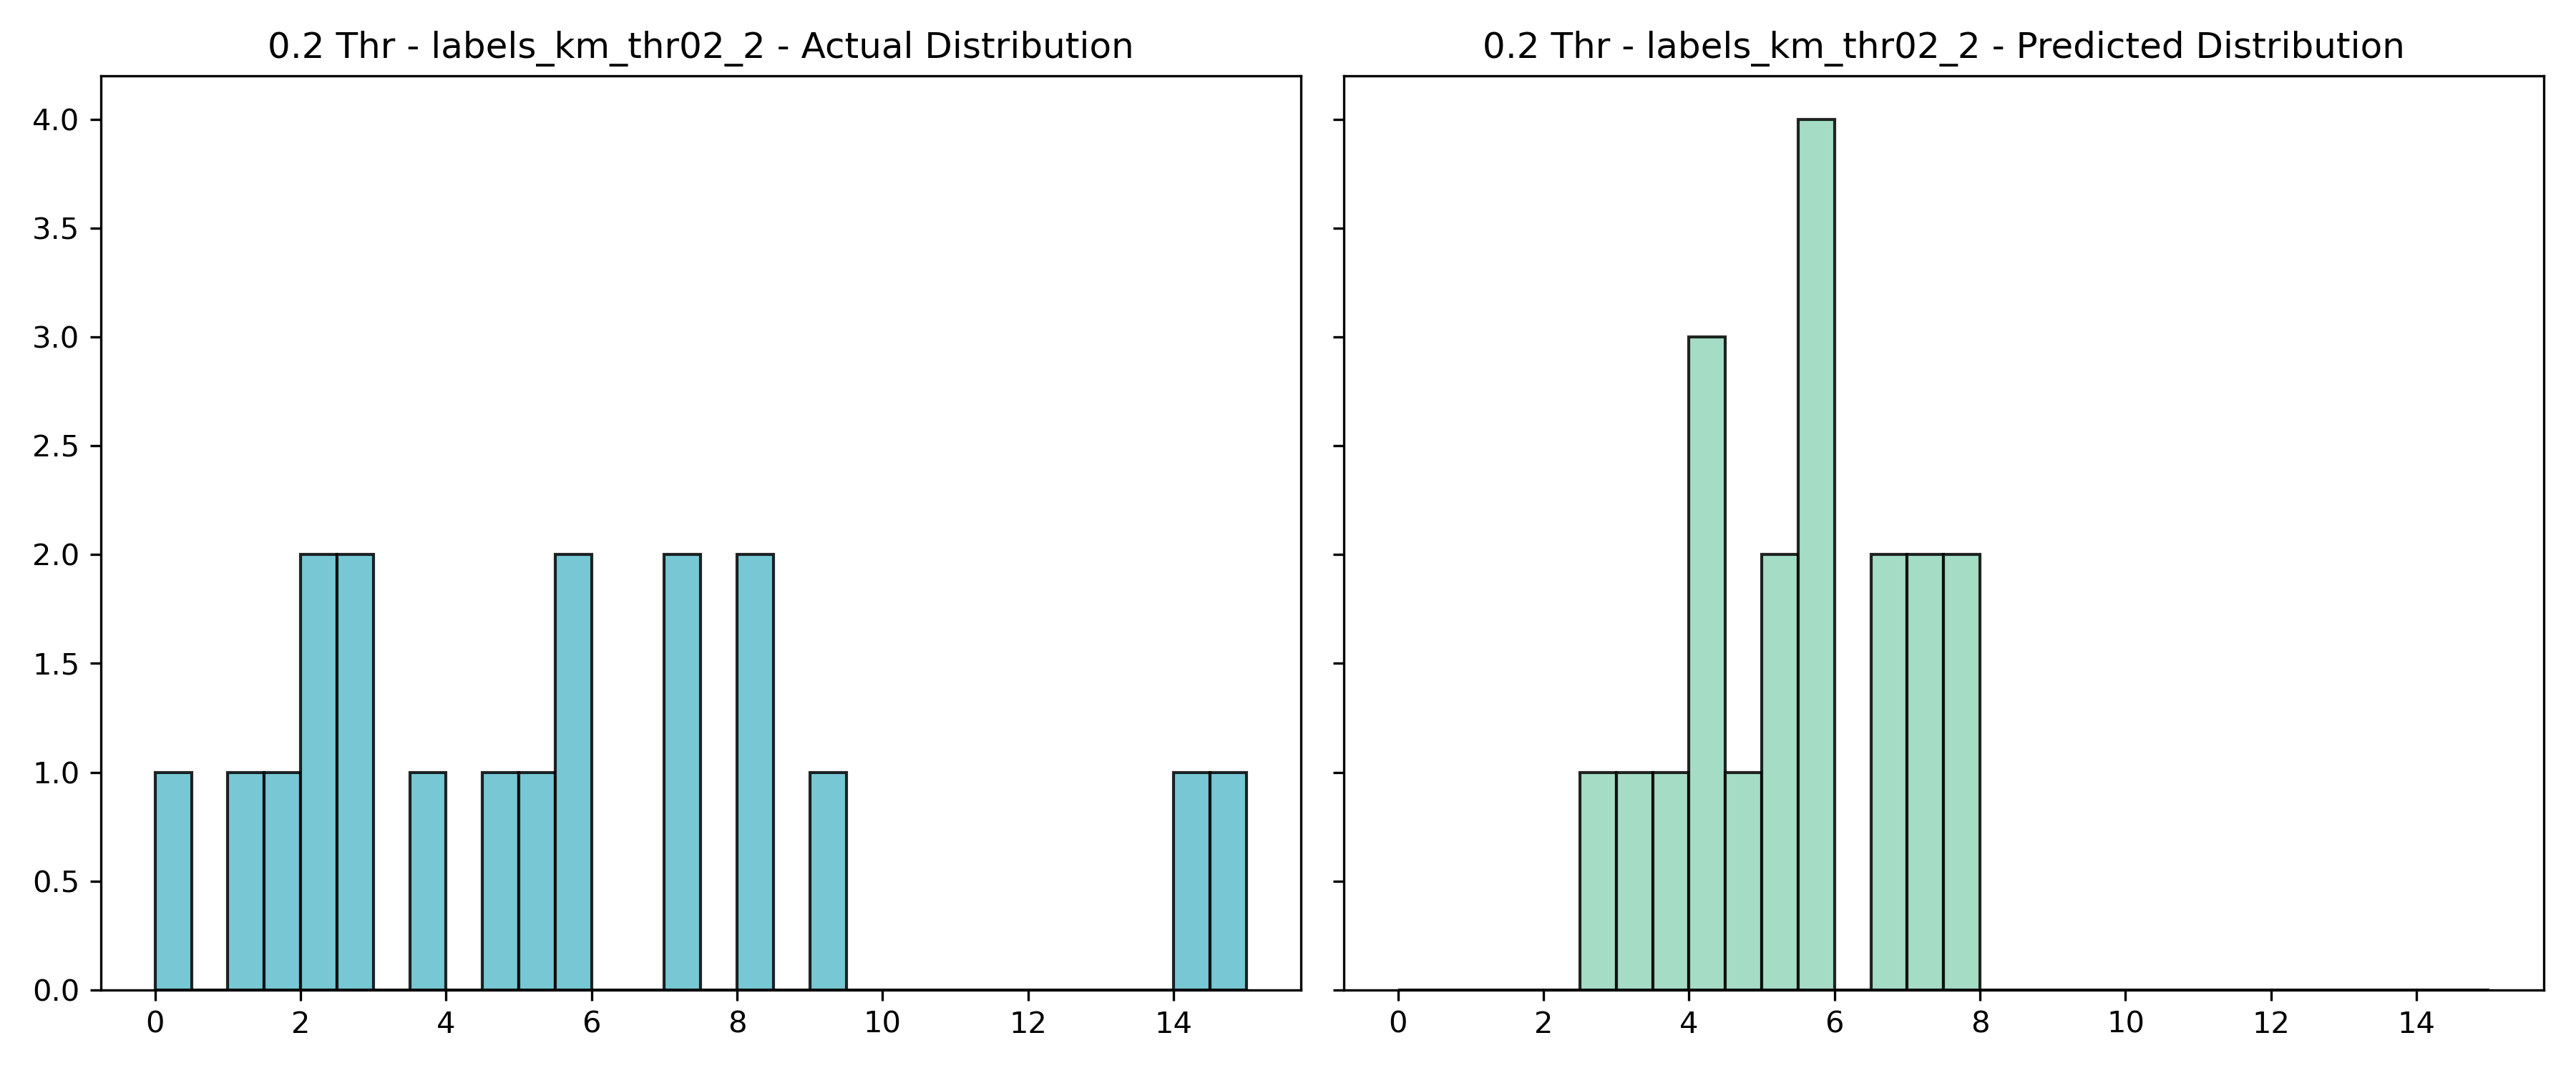 0.2 Thr - labels_km_thr02_2 - Actual Distribution
4.0
3.5
3.0
2.5
2.0
1.5
1.0
0.5
0.0
0 2 4 6 8 10 12 14
0.2 Thr - labels_km_thr02_2 - Predicted Distribution
0 2 4 6 8 10 12 14